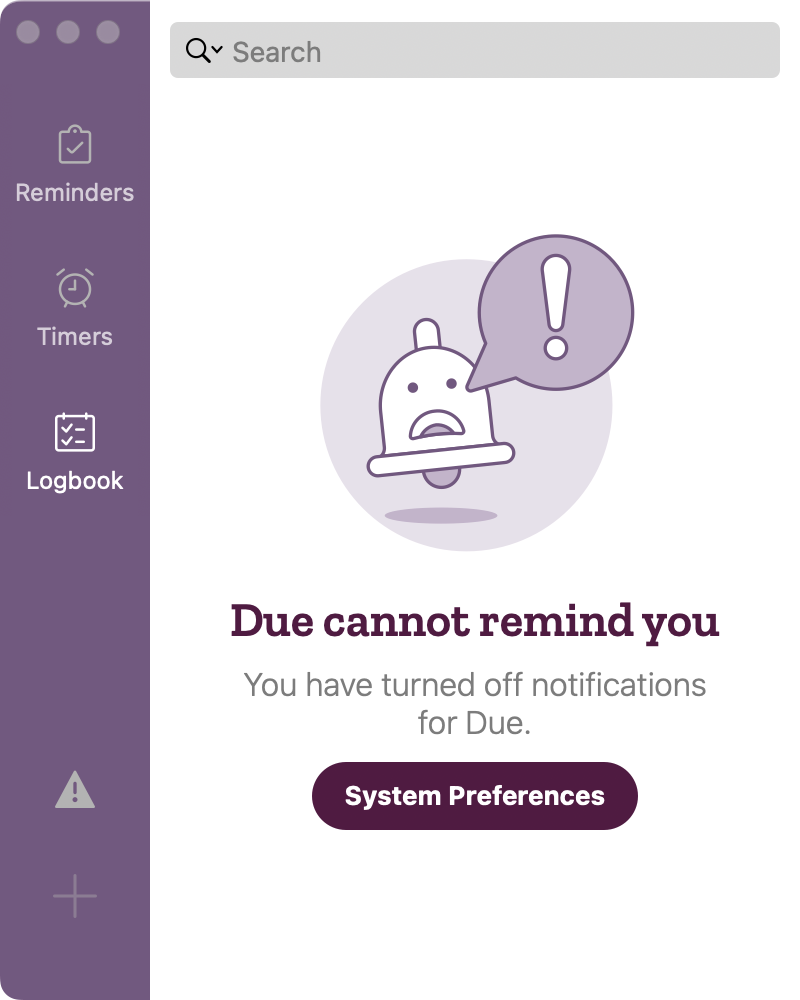 Search
Reminders
Timers
Logbook
Due cannot remind you
You have turned off notifications
for Due.
System Preferences